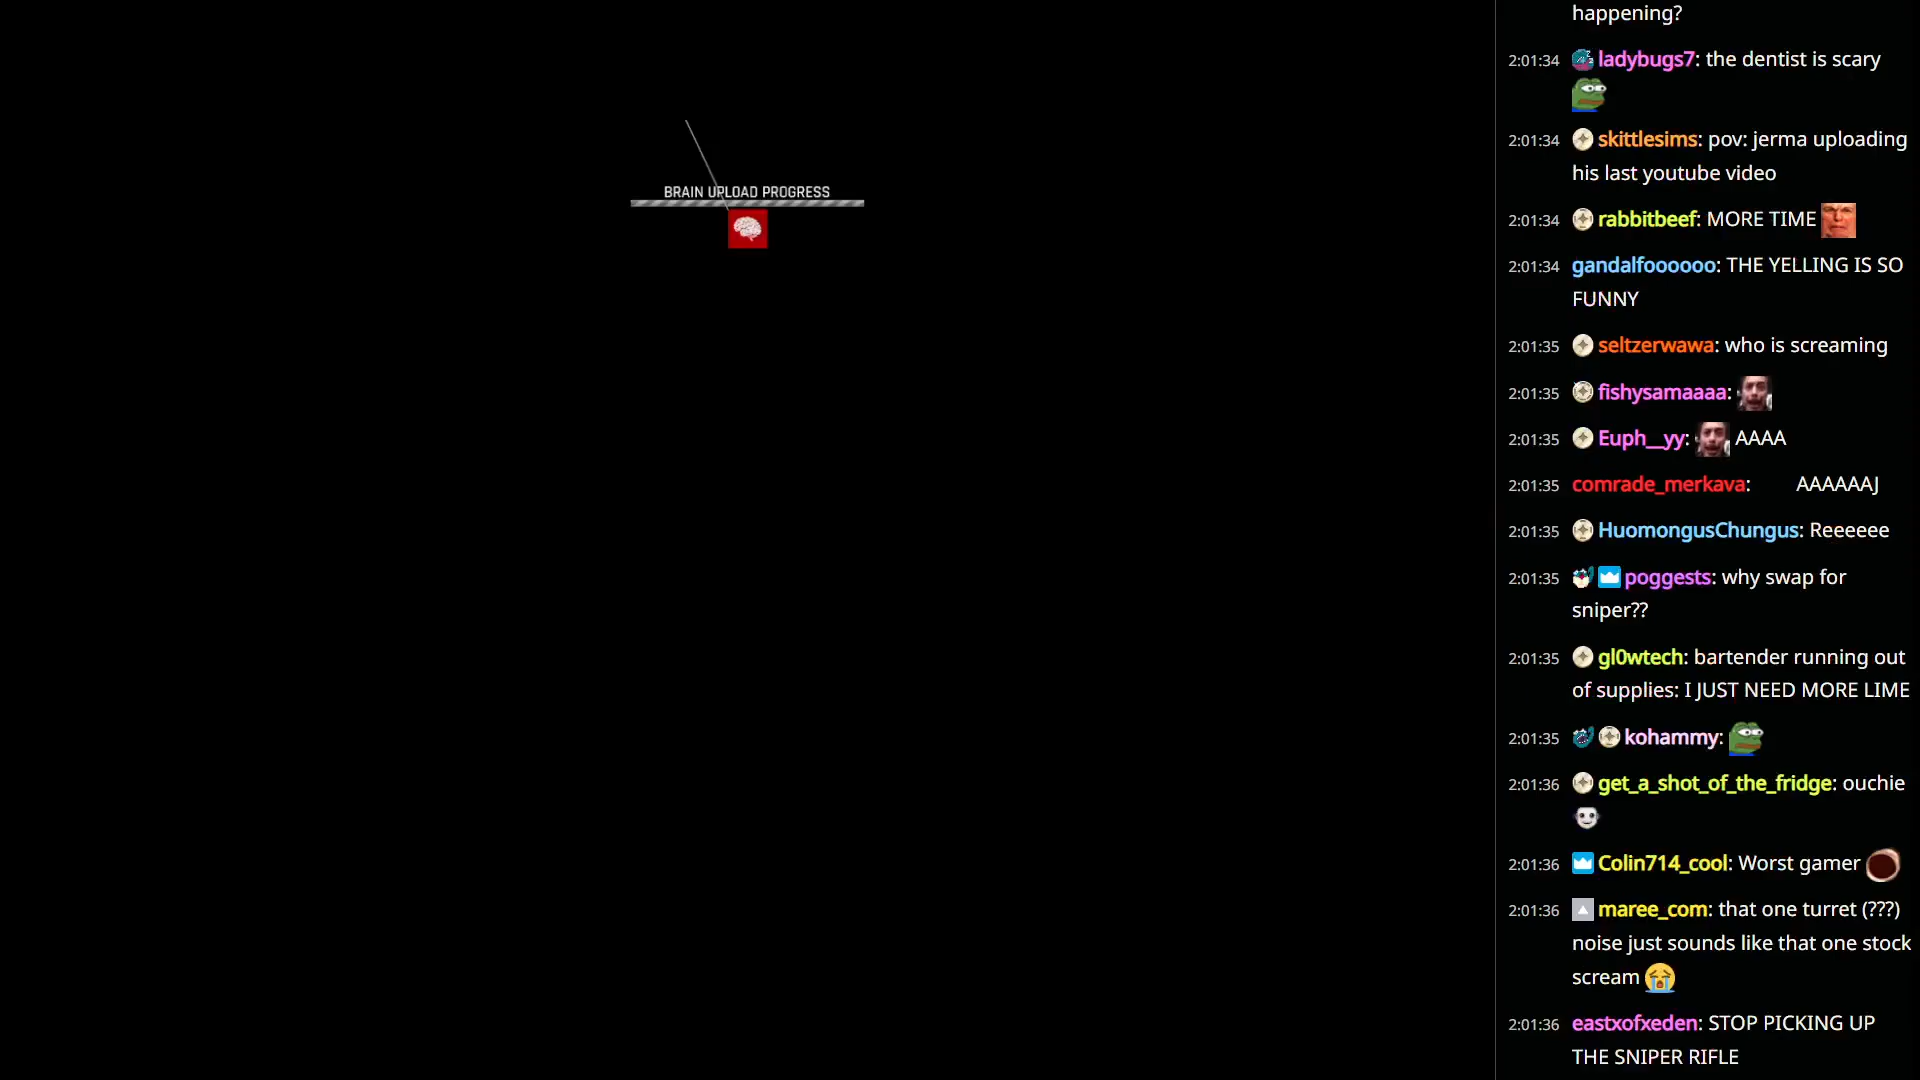 BRAIN UPLOAD PROGRESS
happening?
2:01:34 ladybugs7: the dentist is scary
2:01:34 skittlesims: pov: jerma uploading
his last youtube video
2:01:34 rabbitbeef: MORE TIME
2:01:34 gandalfoooooo: THE YELLING IS SO
FUNNY
2:01:35 seltzerwawa: who is screaming
2:01:35 fishysamaaaa:
2:01:35 Euph__yy: AAAA
2:01:35 comrade_merkava: AAAAAAJ
2:01:35 HuomongusChungus: Reeeeee
2:01:35 poggests: why swap for
sniper??
2:01:35 gl0wtech: bartender running out
of supplies: I JUST NEED MORE LIME
2:01:35 kohammy:
2:01:36 get_a_shot_of_the_fridge: ouchie
2:01:36 Colin714_cool: Worst gamer
2:01:36 maree_com: that one turret (???)
noise just sounds like that one stock
scream
2:01:36 eastxofxeden: STOP PICKING UP
THE SNIPER RIFLE